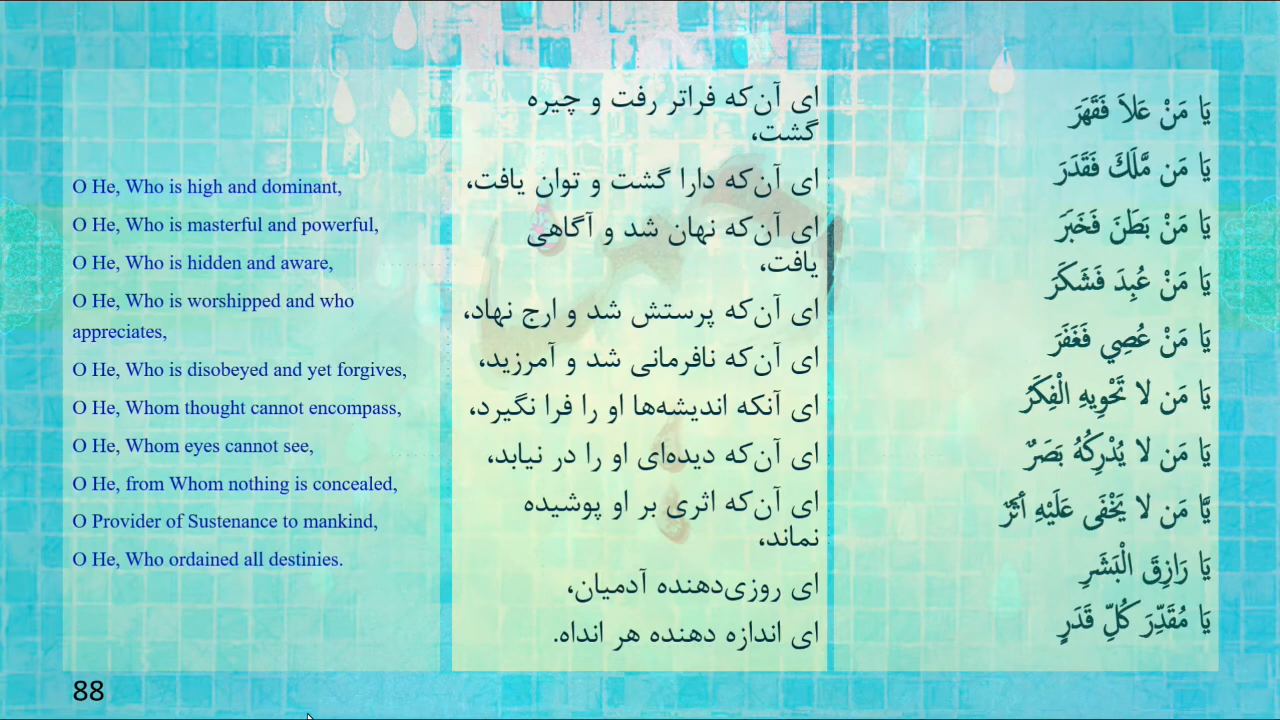 O He, Who is high and dominant,
O He, Who is masterful and powerful,
O He, Who is hidden and aware,
O He, Who is worshipped and who
appreciates,
O He, Who is disobeyed and yet forgives,
O He, Whom thought cannot encompass,
O He, Whom eyes cannot see,
O He, from Whom nothing is concealed,
O Provider of Sustenance to mankind,
O He, Who ordained all destinies.
ای آن‌که فراتر رفت و چیره
گشت،
ای آن‌که دارا گشت و توان یافت،
ای آن‌که نهان شد و آگاهی
یافت،
ای آن‌که پرستش شد و ارج نهاد،
ای آن‌که نافرمانی شد و آمرزید،
ای آنکه اندیشه‌ها او را فرا نگیرد،
ای آن‌که دیده‌ای او را در نیابد،
ای آن‌که اثری بر او پوشیده
نماند،
ای روزی‌دهنده آدمیان،
ای اندازه دهنده هر انداه.
يَا مَنْ عَلاَ فَقَهَرَ
يَا مَن مَّلَكَ فَقَدَرَ
يَا مَنْ بَطَنَ فَخَبَرَ
يَا مَنْ عُبِدَ فَشَكَرَ
يَا مَنْ عُصِي فَغَفَرَ
يَا مَن لا تَحْوِيهِ الْفِكَرُ
يَا مَن لا يُدْرِكُهُ بَصَرٌ
يَّا مَن لا يَخْفَى عَلَيْهِ أَثَرٌ
يَا رَازِقَ الْبَشَرِ
يَا مُقَدِّرَ كُلِّ قَدَرٍ
88